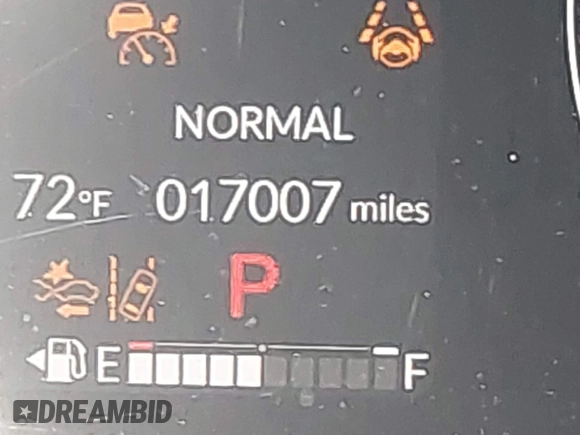 NORMAL
72°F 017007 miles
P
E F
DREAMBID